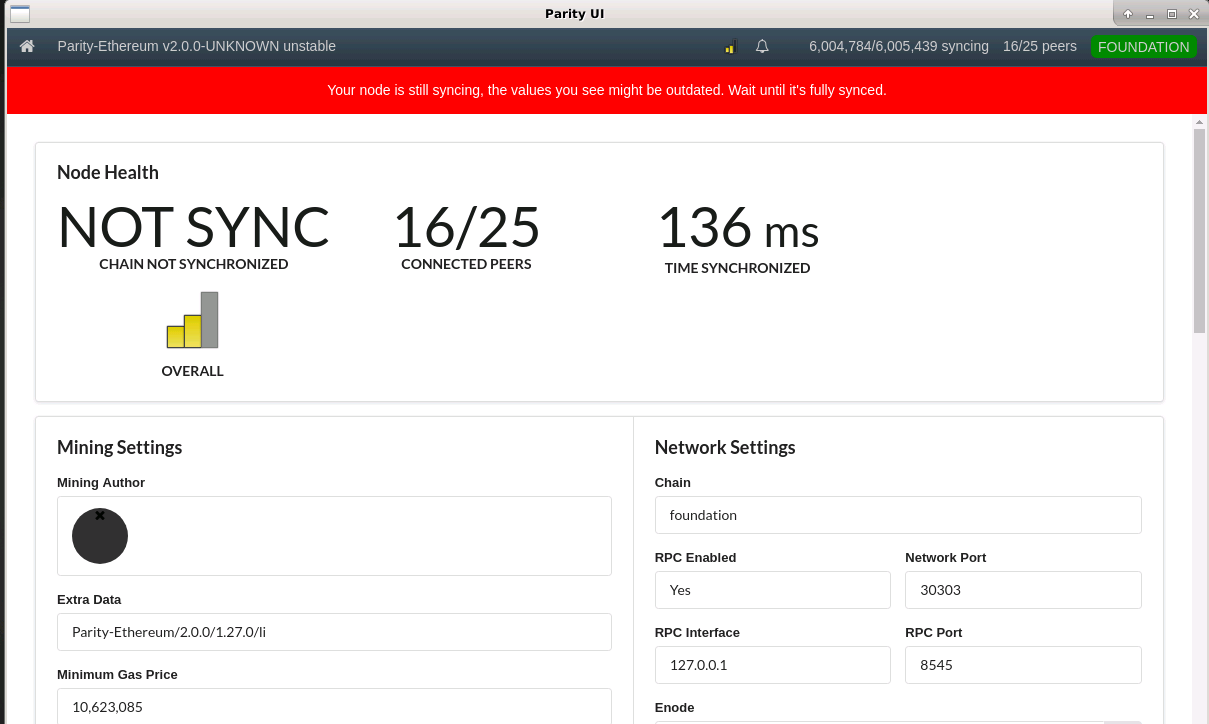 Parity UI
Parity-Ethereum v2.0.0-UNKNOWN unstable 6,004,784/6,005,439 syncing 16/25 peers FOUNDATION
Your node is still syncing, the values you see might be outdated. Wait until it's fully synced.
Node Health
NOT SYNC 16/25 136 ms
CHAIN NOT SYNCHRONIZED CONNECTED PEERS TIME SYNCHRONIZED
OVERALL
Mining Settings
Mining Author
Extra Data
Parity-Ethereum/2.0.0/1.27.0/li
Minimum Gas Price
10,623,085
Network Settings
Chain
foundation
RPC Enabled Network Port
Yes 30303
RPC Interface RPC Port
127.0.0.1 8545
Enode